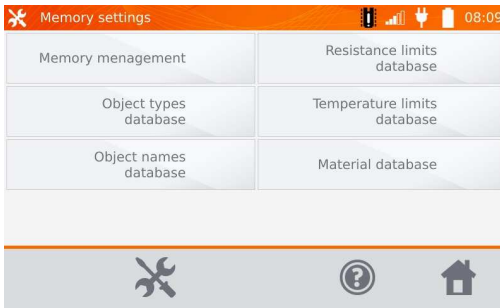 Memory settings
08:09
Memory menagement
Resistance limits
database
Object types
database
Temperature limits
database
Object names
database
Material database
?